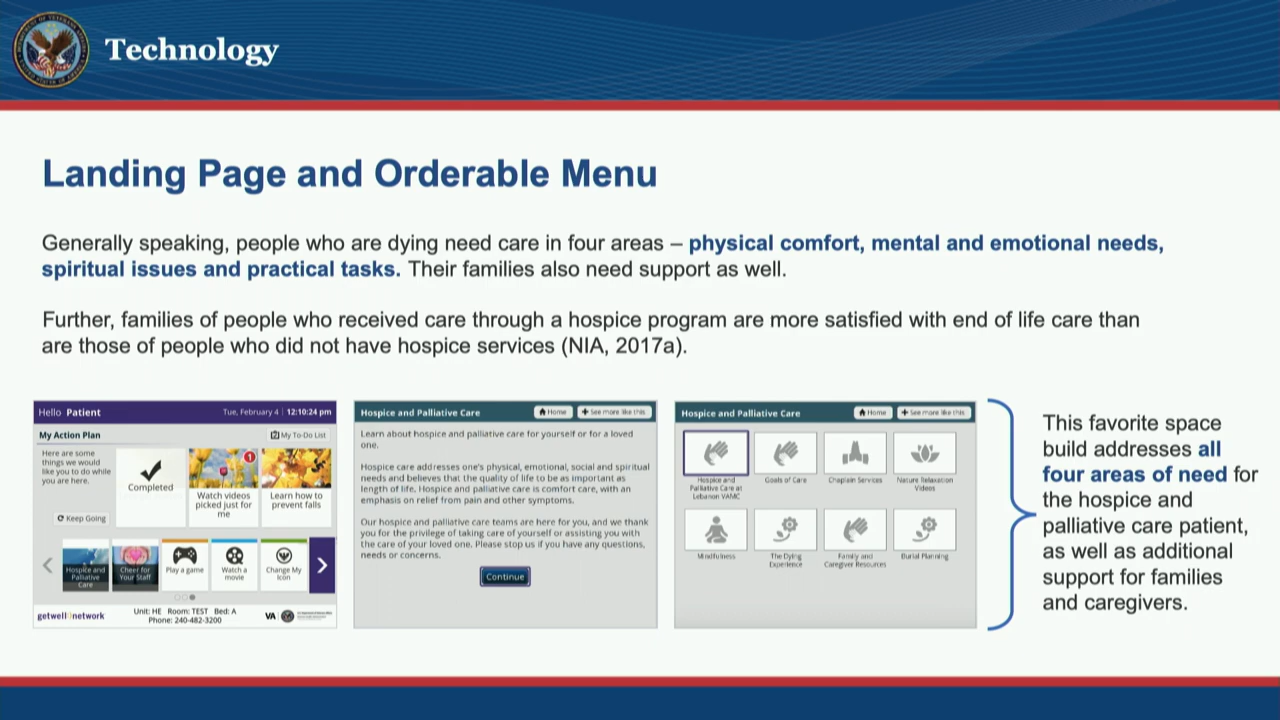 Technology
Landing Page and Orderable Menu
Generally speaking, people who are dying need care in four areas – physical comfort, mental and emotional needs,
spiritual issues and practical tasks. Their families also need support as well.
Further, families of people who received care through a hospice program are more satisfied with end of life care than
are those of people who did not have hospice services (NIA, 2017a).
Hello Patient
Tue, February 4 | 12:10:24 pm
My Action Plan
My To-Do List
Here are some
things we would
like you to do while
you are here.
Keep Going
Completed
1
Watch videos
picked just for
me
Learn how to
prevent falls
Hospice and
Palliative
Care
Cheer for
Your Staff
Play a game
Watch a
movie
Change My
Icon
getwell network
Unit: HE Room: TEST Bed: A
Phone: 240-482-3200
VA
Hospice and Palliative Care
Home
See more like this
Learn about hospice and palliative care for yourself or for a loved
one.
Hospice care addresses one's physical, emotional, social and spiritual
needs and believes that the quality of life to be as important as
length of life. Hospice and palliative care is comfort care, with an
emphasis on relief from pain and other symptoms.
Our hospice and palliative care teams are here for you, and we thank
you for the privilege of taking care of yourself or assisting you with
the care of your loved one. Please stop us if you have any questions,
needs or concerns.
Continue
Hospice and Palliative Care
Home
See more like this
Hospice and
Palliative Care at
Lebanon VAMC
Goals of Care
Chaplain Services
Nature Relaxation
Videos
Mindfulness
The Dying
Experience
Family and
Caregiver Resources
Burial Planning
This favorite space
build addresses all
four areas of need for
the hospice and
palliative care patient,
as well as additional
support for families
and caregivers.